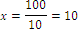 x = 100/10 = 10